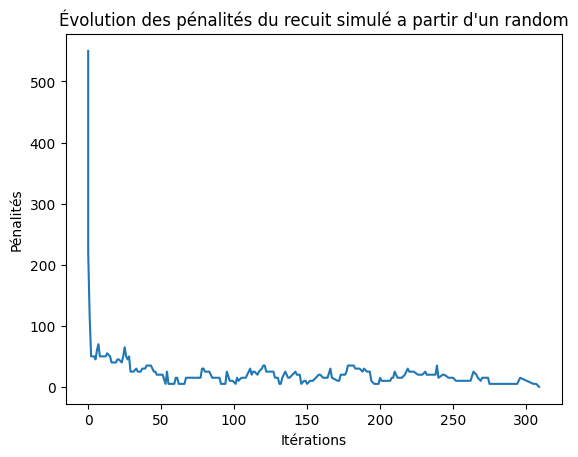 Évolution des pénalités du recuit simulé a partir d'un random
500
400
300
200
100
0
Pénalités
0 50 100 150 200 250 300
Itérations